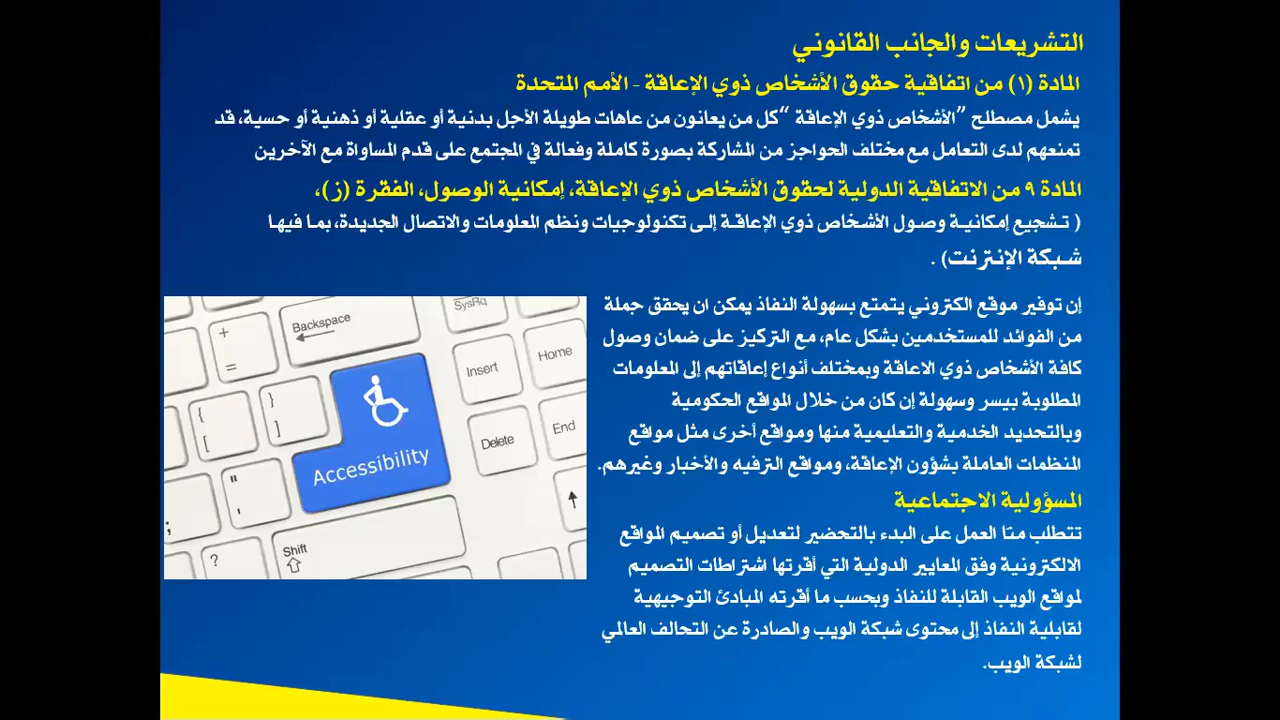 التشريعات والجانب القانوني
المادة (١) من اتفاقية حقوق الأشخاص ذوي الإعاقة - الأمم المتحدة
يشمل مصطلح "الأشخاص ذوي الإعاقة “كل من يعانون من عاهات طويلة الأجل بدنية أو عقلية أو ذهنية أو حسية، قد
تمنعهم لدى التعامل مع مختلف الحواجز من المشاركة بصورة كاملة وفعالة في المجتمع على قدم المساواة مع الآخرين
المادة ٩ من الاتفاقية الدولية لحقوق الأشخاص ذوي الإعاقة، إمكانية الوصول، الفقرة (ز)،
( تشجيع إمكانية وصول الأشخاص ذوي الإعاقة إلى تكنولوجيات ونظم المعلومات والاتصال الجديدة، بما فيها
شبكة الإنترنت) .
إن توفير موقع الكتروني يتمتع بسهولة النفاذ يمكن ان يحقق جملة
من الفوائد للمستخدمين بشكل عام، مع التركيز على ضمان وصول
كافة الأشخاص ذوي الاعاقة وبمختلف أنواع إعاقاتهم إلى المعلومات
المطلوبة بيسر وسهولة إن كان من خلال المواقع الحكومية
وبالتحديد الخدمية والتعليمية منها ومواقع أخرى مثل مواقع
المنظمات العاملة بشؤون الإعاقة، ومواقع الترفيه والأخبار وغيرهم.
المسؤولية الاجتماعية
تتطلب منا العمل على البدء بالتحضير لتعديل أو تصميم المواقع
الالكترونية وفق المعايير الدولية التي أقرتها اشتراطات التصميم
لمواقع الويب القابلة للنفاذ وبحسب ما أقرته المبادئ التوجيهية
لقابلية النفاذ إلى محتوى شبكة الويب والصادرة عن التحالف العالمي
لشبكة الويب.
SysRq
+
=
Backspace
Insert
Home
{
[
}
]
Delete
End
Accessibility
"
'
;
?
Shift